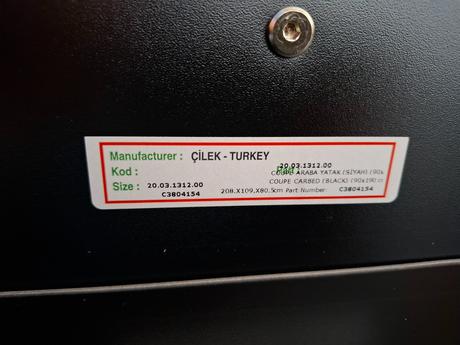 Manufacturer : ÇİLEK - TURKEY
Kod : 20.03.1312.00
ARABA YATAK (SİYAH) (90x
COUPE CARBED (BLACK) (90x190
Size : 20.03.1312.00
C3804154 208.X109,X80.5cm Part Number: C3804154